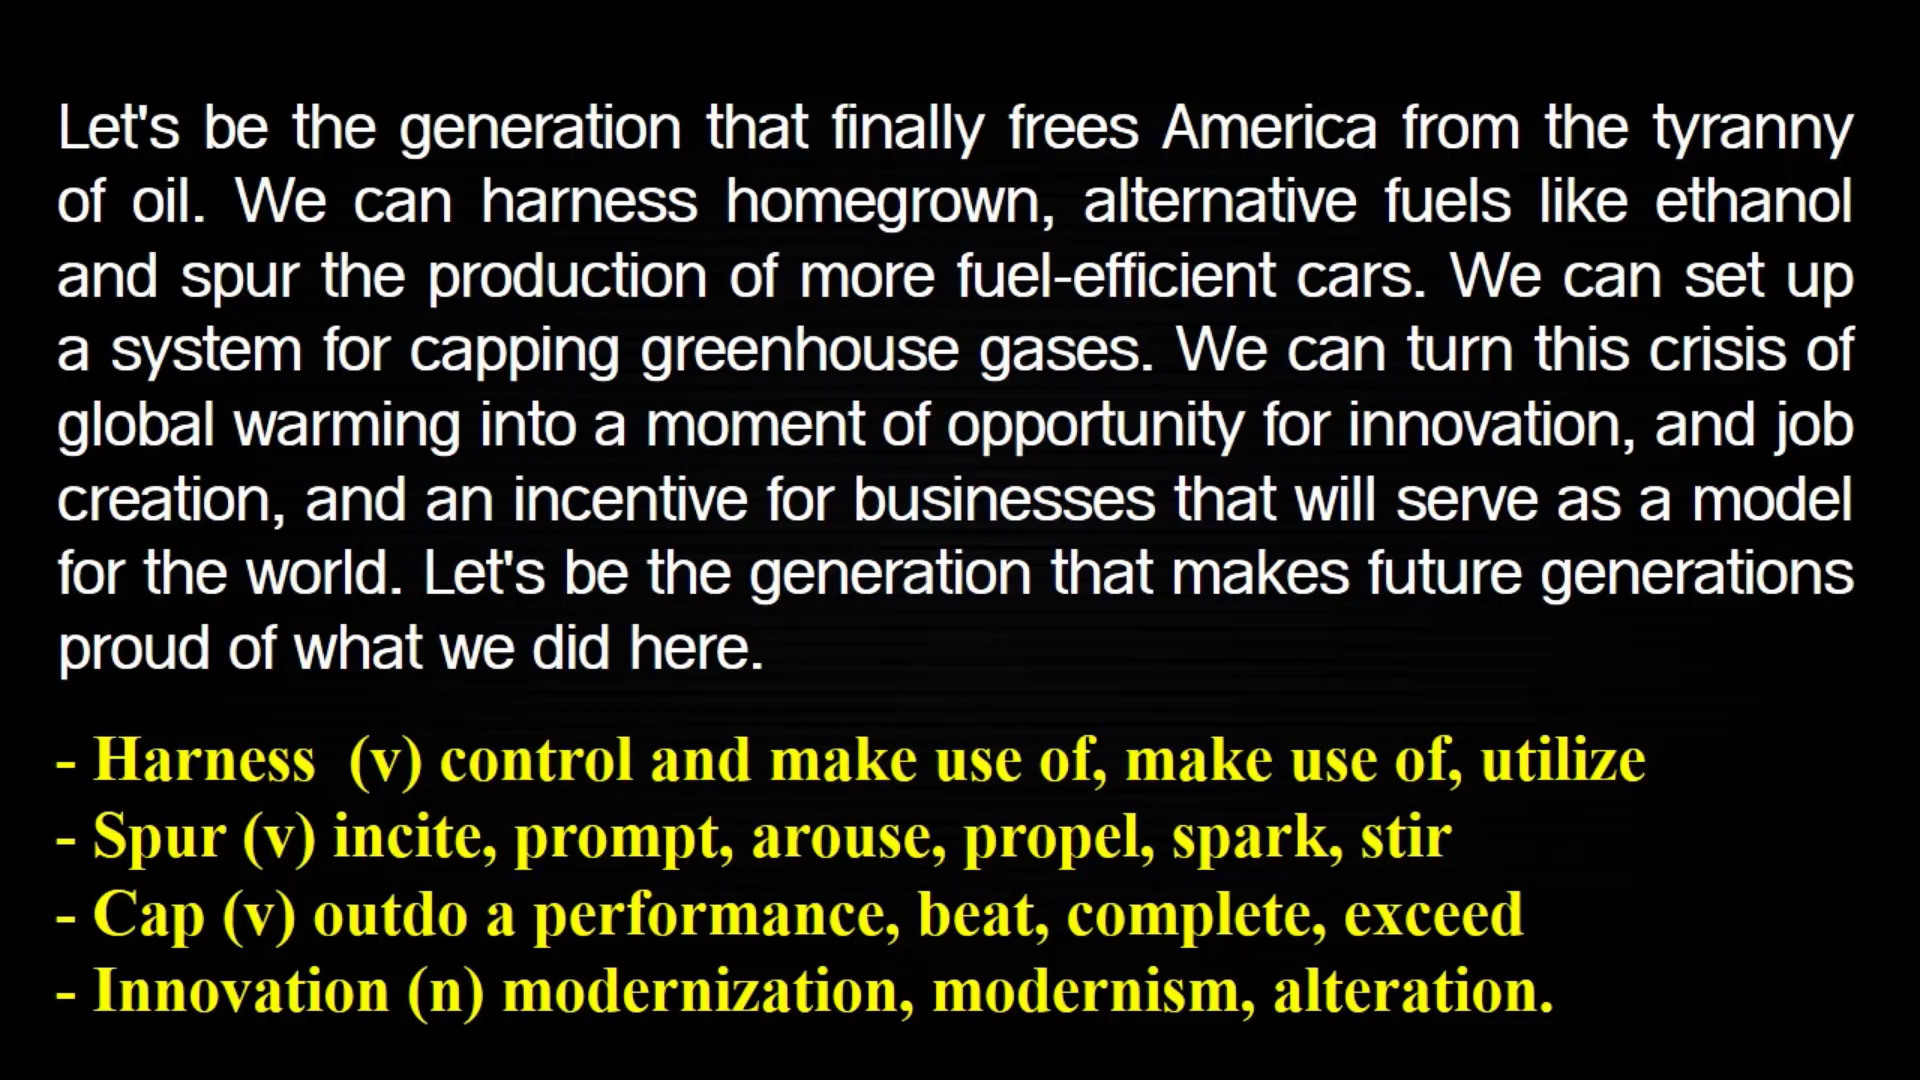 Let's be the generation that finally frees America from the tyranny
of oil. We can harness homegrown, alternative fuels like ethanol
and spur the production of more fuel-efficient cars. We can set up
a system for capping greenhouse gases. We can turn this crisis of
global warming into a moment of opportunity for innovation, and job
creation, and an incentive for businesses that will serve as a model
for the world. Let's be the generation that makes future generations
proud of what we did here.
- Harness  (v) control and make use of, make use of, utilize
- Spur (v) incite, prompt, arouse, propel, spark, stir
- Cap (v) outdo a performance, beat, complete, exceed
- Innovation (n) modernization, modernism, alteration.